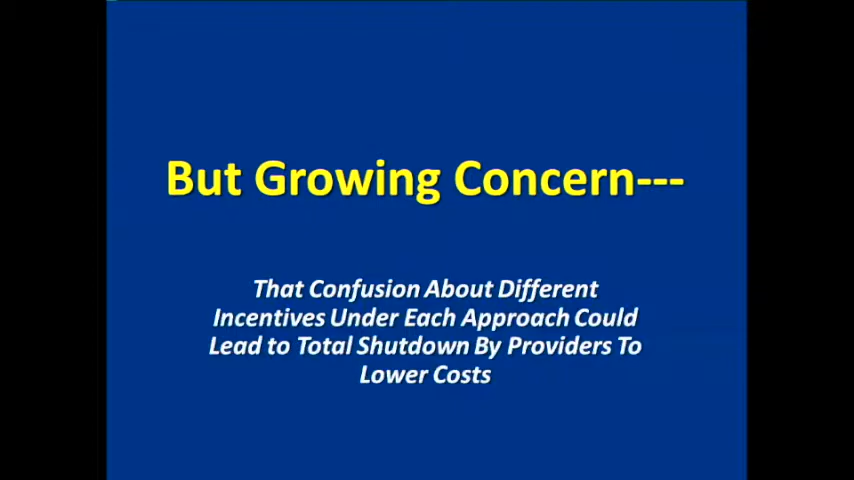 But Growing Concern---
That Confusion About Different
Incentives Under Each Approach Could
Lead to Total Shutdown By Providers To
Lower Costs